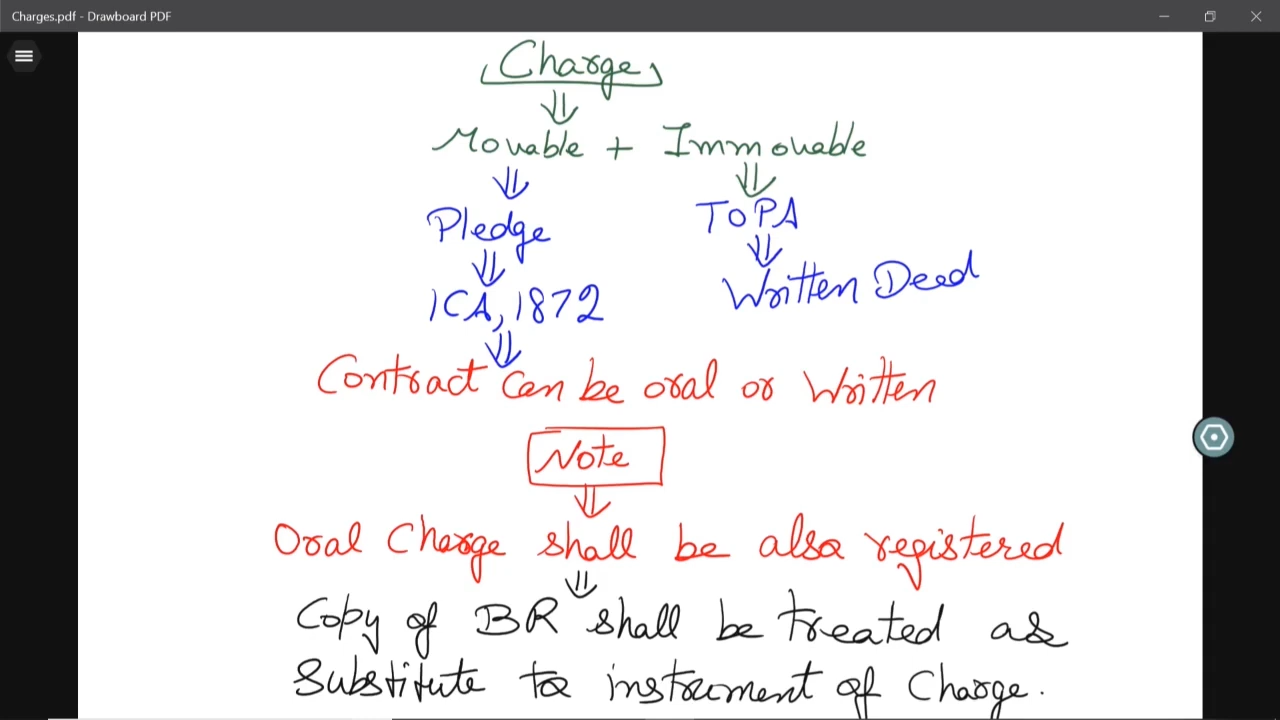 Charges.pdf - Drawboard PDF
Charge
Movable + Immovable
Pledge TOPA
ICA, 1872 Written Deed
Contract can be oral or Written
Note
Oral Charge shall be also registered
Copy of BR shall be treated as
Substitute to instrument of Charge.